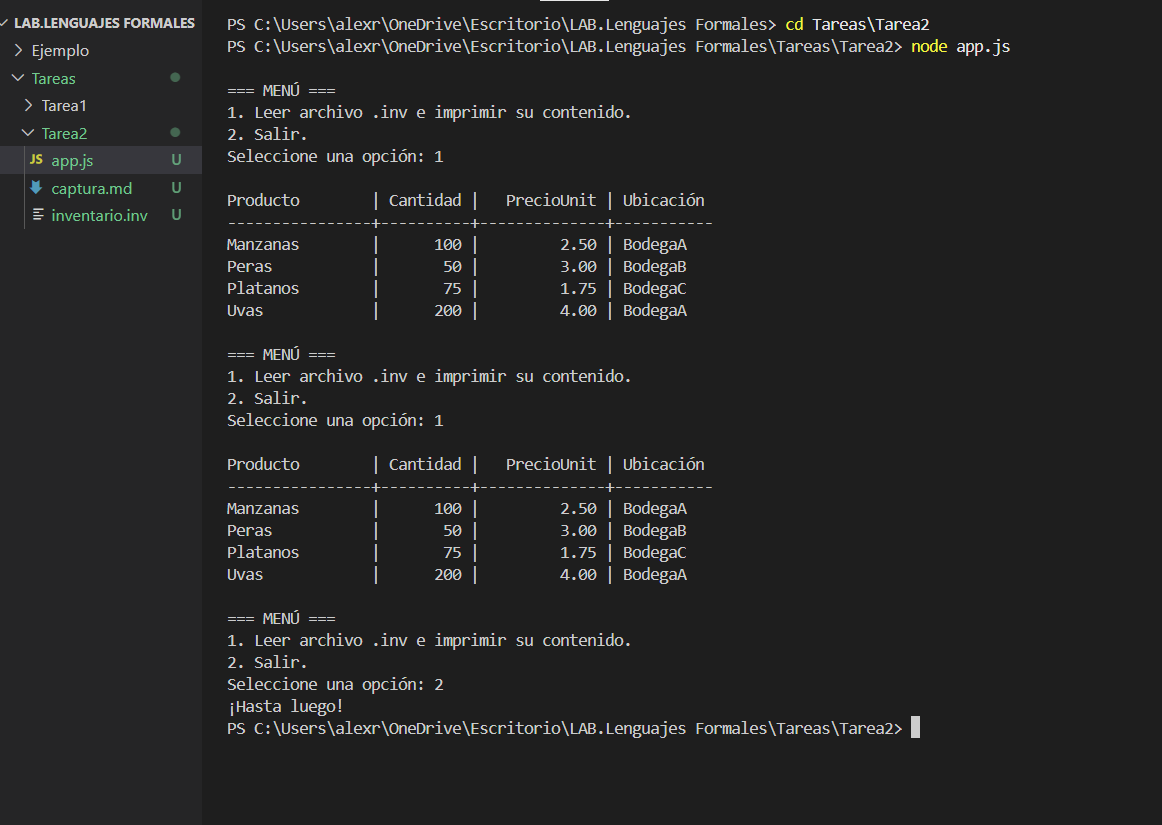 LAB.LENGUAJES FORMALES
Ejemplo
Tareas
Tarea1
Tarea2
JS app.js U
captura.md U
inventario.inv U
PS C:\Users\alexr\OneDrive\Escritorio\LAB.Lenguajes Formales> cd Tareas\Tarea2
PS C:\Users\alexr\OneDrive\Escritorio\LAB.Lenguajes Formales\Tareas\Tarea2> node app.js
=== MENÚ ===
1. Leer archivo .inv e imprimir su contenido.
2. Salir.
Seleccione una opción: 1
Producto        | Cantidad |   PrecioUnit | Ubicación
----------------+----------+--------------+-----------
Manzanas        |      100 |         2.50 | BodegaA
Peras           |       50 |         3.00 | BodegaB
Platanos        |       75 |         1.75 | BodegaC
Uvas            |      200 |         4.00 | BodegaA
=== MENÚ ===
1. Leer archivo .inv e imprimir su contenido.
2. Salir.
Seleccione una opción: 1
Producto        | Cantidad |   PrecioUnit | Ubicación
----------------+----------+--------------+-----------
Manzanas        |      100 |         2.50 | BodegaA
Peras           |       50 |         3.00 | BodegaB
Platanos        |       75 |         1.75 | BodegaC
Uvas            |      200 |         4.00 | BodegaA
=== MENÚ ===
1. Leer archivo .inv e imprimir su contenido.
2. Salir.
Seleccione una opción: 2
¡Hasta luego!
PS C:\Users\alexr\OneDrive\Escritorio\LAB.Lenguajes Formales\Tareas\Tarea2>